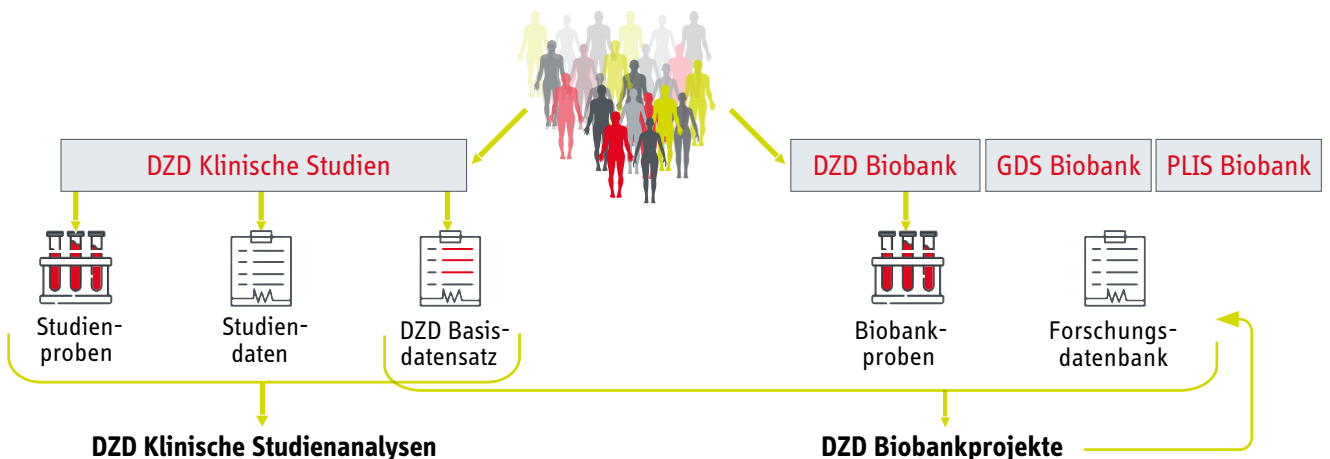 DZD Klinische Studien
DZD Biobank
GDS Biobank
PLIS Biobank
Studien-
proben
Studien-
daten
DZD Basis-
datensatz
Biobank-
proben
Forschungs-
datenbank
DZD Klinische Studienanalysen
DZD Biobankprojekte